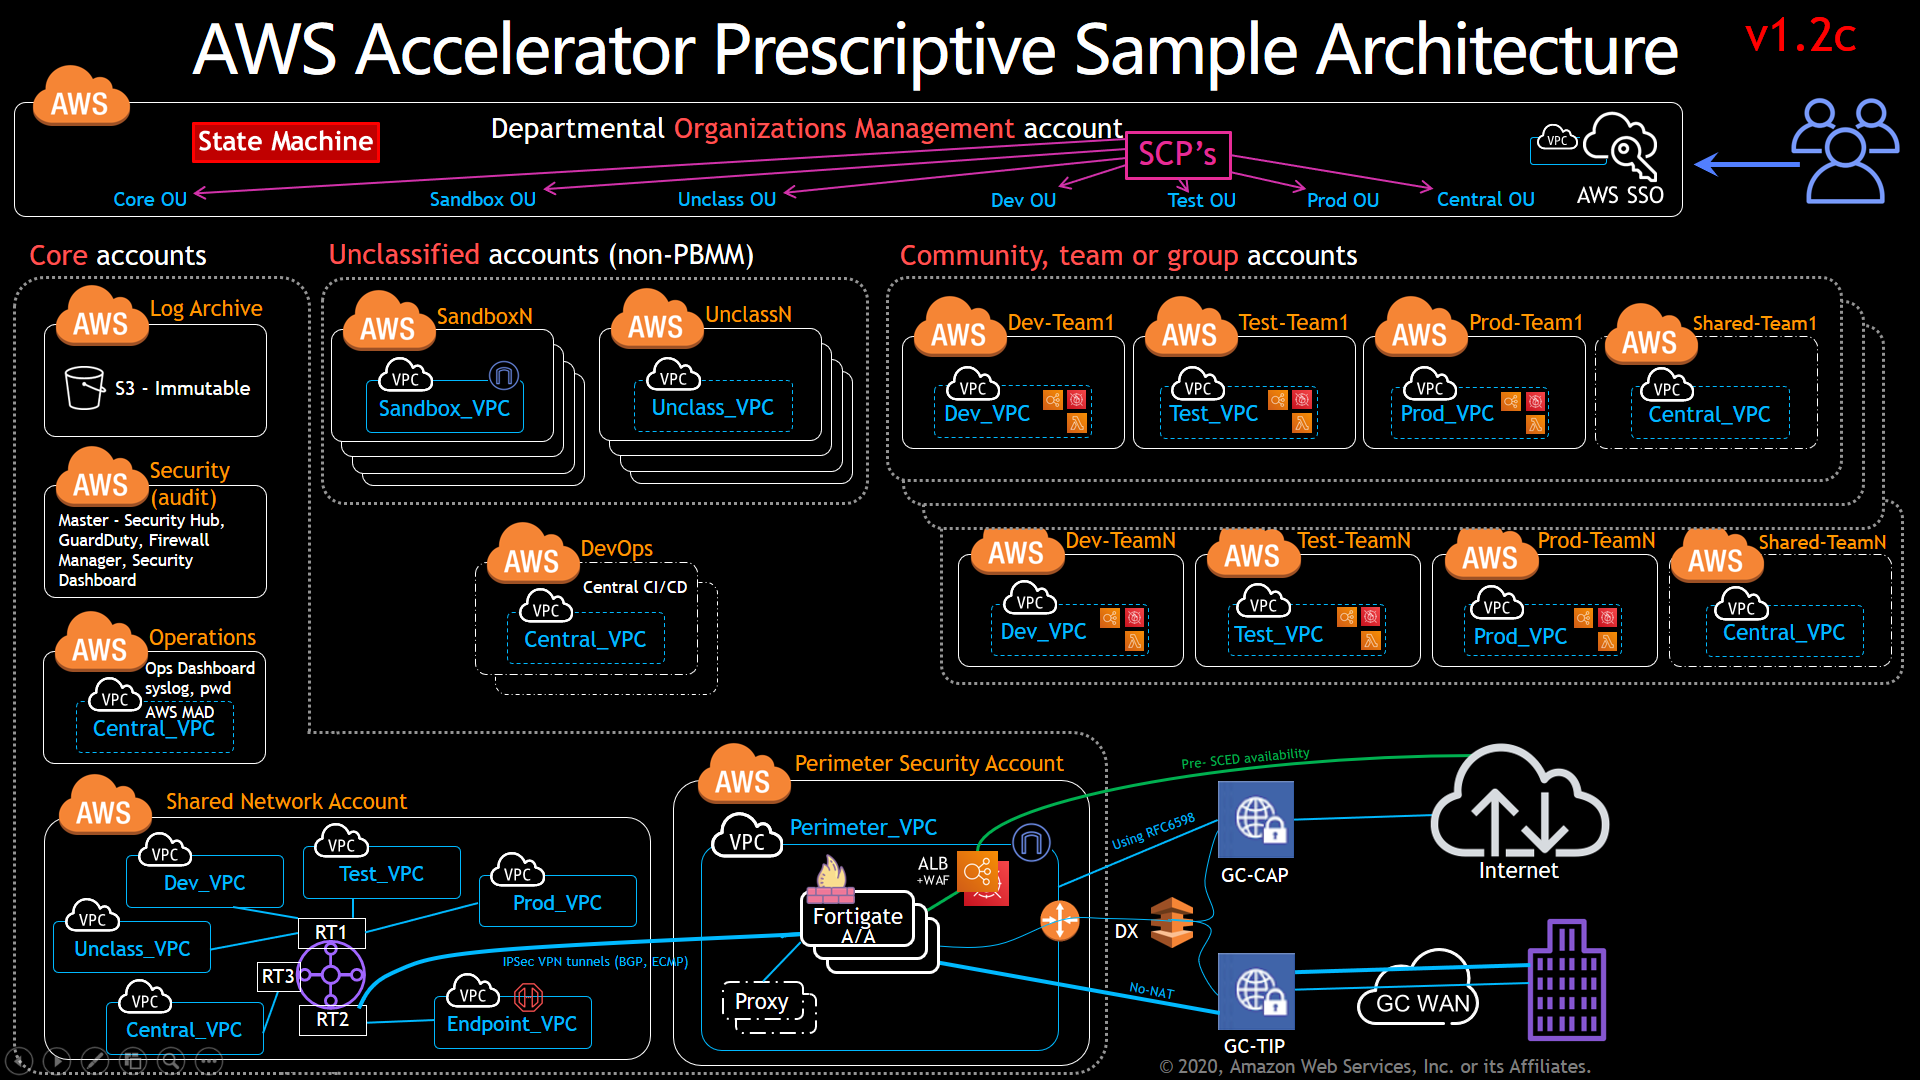 AWS Accelerator Prescriptive Sample Architecture
v1.2c
AWS
State Machine
Departmental Organizations Management account
SCP's
VPC
AWS SSO
Core OU
Sandbox OU
Unclass OU
Dev OU
Test OU
Prod OU
Central OU
Core accounts
Unclassified accounts (non-PBMM)
Community, team or group accounts
AWS
Log Archive
S3 - Immutable
AWS
Security
(audit)
Master - Security Hub,
GuardDuty, Firewall
Manager, Security
Dashboard
AWS
Operations
Ops Dashboard
syslog, pwd
VPC
AWS MAD
Central_VPC
AWS
SandboxN
VPC
Sandbox_VPC
AWS
UnclassN
VPC
Unclass_VPC
AWS
DevOps
Central CI/CD
VPC
Central_VPC
AWS
Dev-Team1
VPC
Dev_VPC
AWS
Test-Team1
VPC
Test_VPC
AWS
Prod-Team1
VPC
Prod_VPC
AWS
Shared-Team1
VPC
Central_VPC
AWS
Dev-TeamN
VPC
Dev_VPC
AWS
Test-TeamN
VPC
Test_VPC
AWS
Prod-TeamN
VPC
Prod_VPC
AWS
Shared-TeamN
VPC
Central_VPC
AWS
Shared Network Account
VPC
Dev_VPC
VPC
Test_VPC
VPC
Prod_VPC
VPC
Unclass_VPC
RT1
RT3
RT2
IPSec VPN tunnels (BGP, ECMP)
VPC
Central_VPC
VPC
Endpoint_VPC
AWS
Perimeter Security Account
VPC
Perimeter_VPC
ALB
+WAF
Fortigate
A/A
Proxy
Pre- SCED availability
Using RFC6598
No-NAT
DX
GC-CAP
GC-TIP
Internet
GC WAN
© 2020, Amazon Web Services, Inc. or its Affiliates.